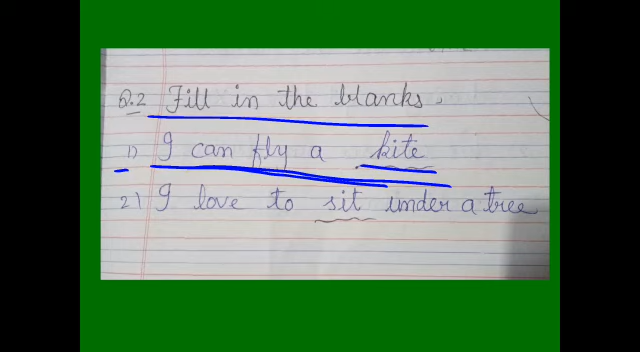 Q.2 Fill in the blanks.
1) I can fly a kite
2) I love to sit under a tree